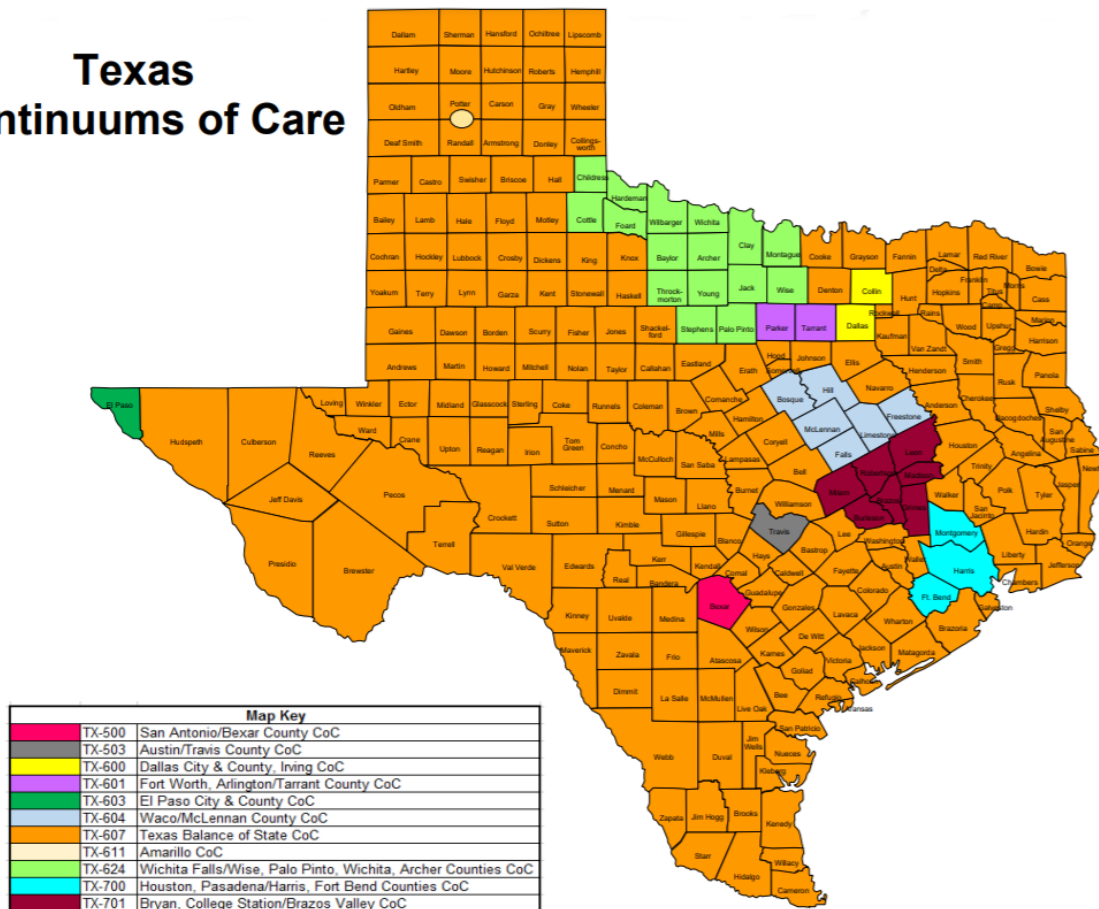 Texas
ntinuums of Care
Dallam Sherman Hansford Ochiltree Lipscomb
Hartley Moore Hutchinson Roberts Hemphill
Oldham Potter Carson Gray Wheeler
Deaf Smith Randall Armstrong Donley Collings-
worth
Parmer Castro Swisher Briscoe Hall Childress
Hardeman
Bailey Lamb Hale Floyd Motley Cottle Foard Wilbarger Wichita
Clay
Cochran Hockley Lubbock Crosby Dickens King Knox Baylor Archer Montague Cooke Grayson Fannin Lamar Red River
Bowie
Delta Franklin
Yoakum Terry Lynn Garza Kent Stonewall Haskell Throck-
morton Young Jack Wise Denton Collin Hunt Hopkins Titus Morris Cass
Camp
Rockwall Rains Marion
Gaines Dawson Borden Scurry Fisher Jones Shackel-
ford Stephens Palo Pinto Parker Tarrant Dallas Kaufman Wood Upshur Harrison
Van Zandt Gregg
Andrews Martin Howard Mitchell Nolan Taylor Callahan Eastland Erath Hood Somervell Johnson Ellis Henderson Smith Panola
Rusk
El Paso Loving Winkler Ector Midland Glasscock Sterling Coke Runnels Coleman Brown Comanche Bosque Hill Navarro Anderson Cherokee
Hudspeth Culberson Reeves Ward Crane Upton Reagan Irion Tom
Green Concho Mills Hamilton McLennan Limestone Freestone Nacogdoches Shelby
San
Augustine
McCulloch San Saba Lampasas Coryell Falls Leon Houston Angelina Sabine
Newt
Jeff Davis Pecos Schleicher Menard Mason Llano Burnet Bell Milam Robertson Madison Trinity Polk Tyler Jasper
Crockett Sutton Kimble Gillespie Blanco Williamson Burleson Brazos Grimes Walker San
Jacinto
Presidio Brewster Terrell Val Verde Edwards Kerr Kendall Hays Travis Bastrop Lee Washington Montgomery Liberty Hardin Orange
Real Bandera Comal Caldwell Fayette Austin Waller Harris Chambers Jefferson
Kinney Uvalde Medina Bexar Guadalupe Gonzales Colorado Ft. Bend Galveston
Maverick Zavala Frio Atascosa Wilson Karnes De Witt Lavaca Wharton Brazoria
Dimmit La Salle McMullen Live Oak Bee Goliad Victoria Jackson Matagorda
Refugio Calhoun
Aransas
Webb Duval Jim
Wells San Patricio
Nueces
Kleberg
Zapata Jim Hogg Brooks Kenedy
Starr Hidalgo Willacy
Cameron
Map Key
TX-500 San Antonio/Bexar County CoC
TX-503 Austin/Travis County CoC
TX-600 Dallas City & County, Irving CoC
TX-601 Fort Worth, Arlington/Tarrant County CoC
TX-603 El Paso City & County CoC
TX-604 Waco/McLennan County CoC
TX-607 Texas Balance of State CoC
TX-611 Amarillo CoC
TX-624 Wichita Falls/Wise, Palo Pinto, Wichita, Archer Counties CoC
TX-700 Houston, Pasadena/Harris, Fort Bend Counties CoC
TX-701 Bryan, College Station/Brazos Valley CoC